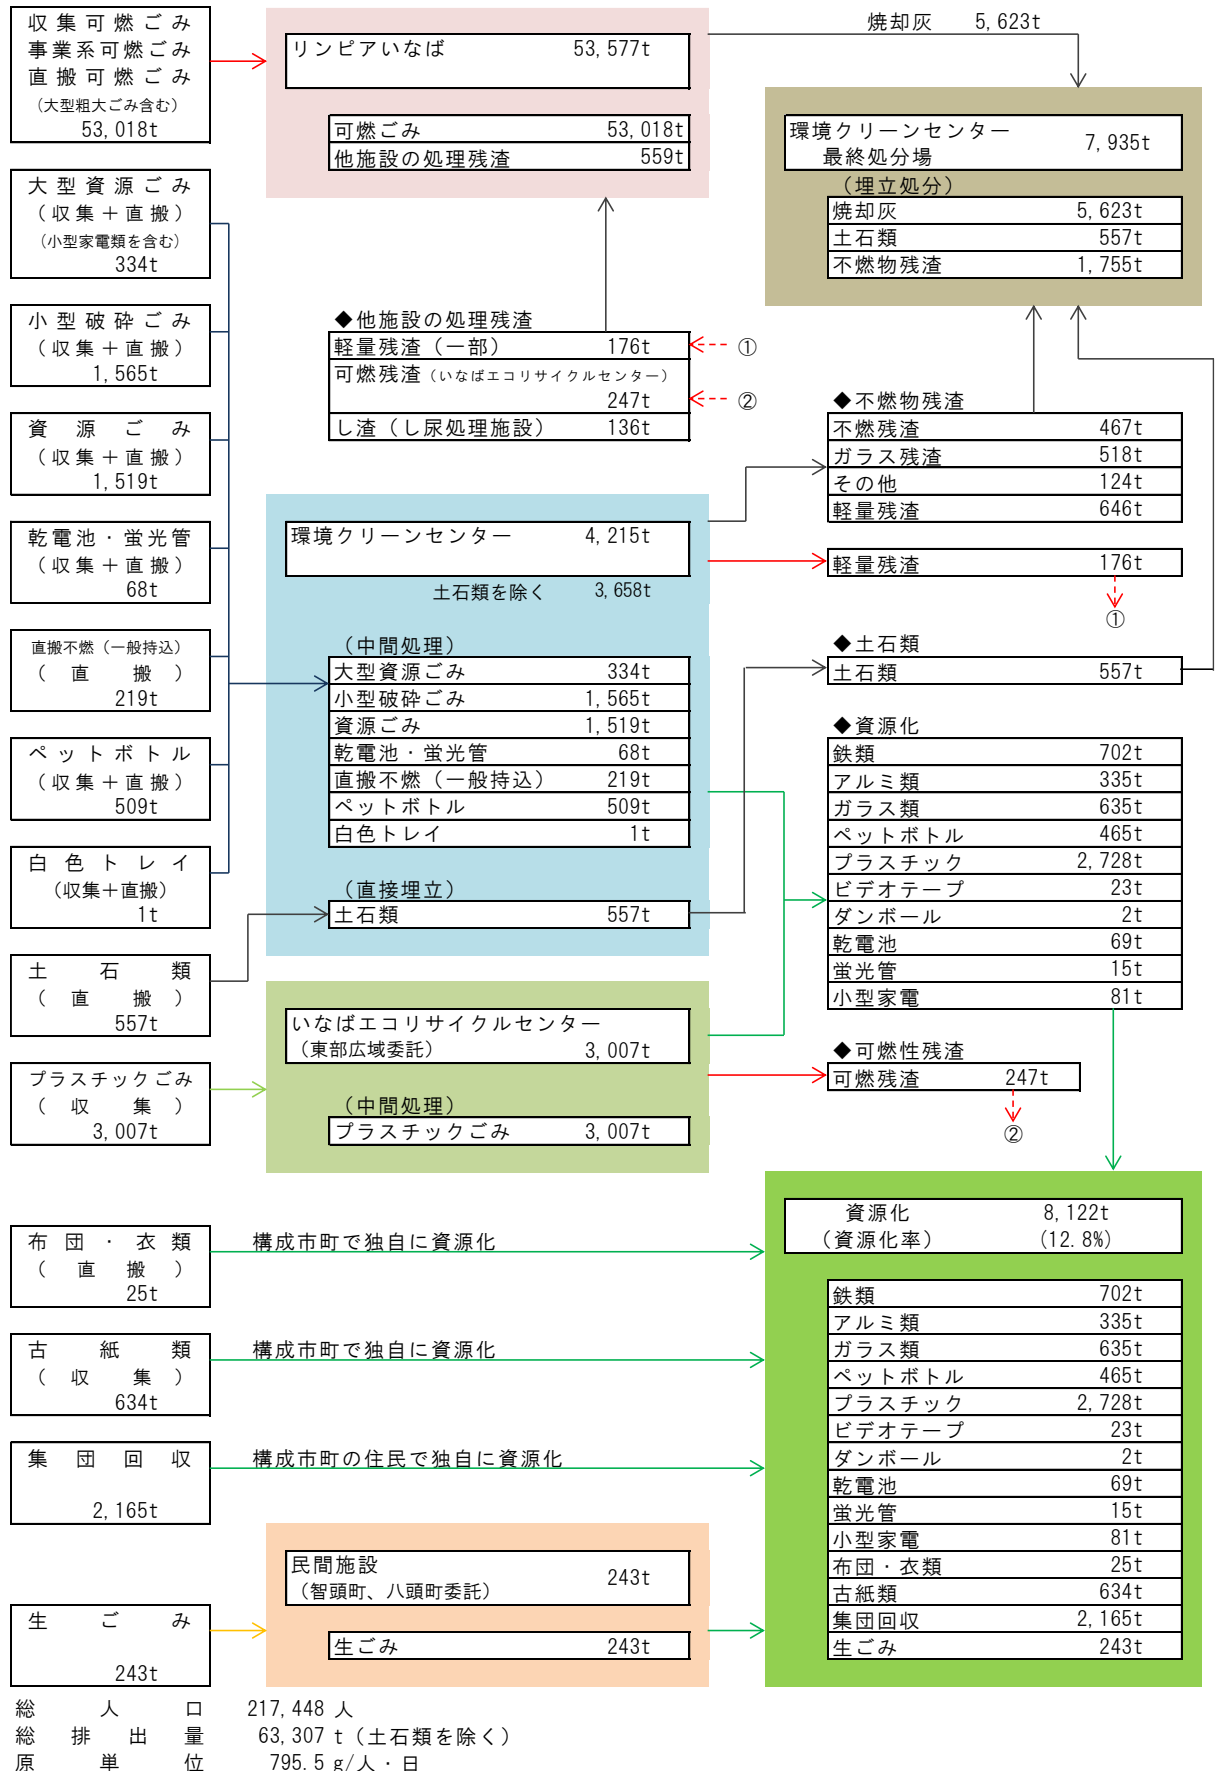 収集可燃ごみ
事業系可燃ごみ
直搬可燃ごみ
（大型粗大ごみ含む）
53,018t
大型資源ごみ
（収集＋直搬）
（小型家電類を含む）
334t
小型破砕ごみ
（収集＋直搬）
1,565t
資源ごみ
（収集＋直搬）
1,519t
乾電池・蛍光管
（収集＋直搬）
68t
直搬不燃（一般持込）
（直搬）
219t
ペットボトル
（収集＋直搬）
509t
白色トレイ
（収集＋直搬）
1t
土石類
（直搬）
557t
プラスチックごみ
（収集）
3,007t
布団・衣類
（直搬）
25t
古紙類
（収集）
634t
集団回収
2,165t
生ごみ
243t
リンピアいなば 53,577t
可燃ごみ 53,018t
他施設の処理残渣 559t
◆他施設の処理残渣
軽量残渣（一部） 176t ①
可燃残渣（いなばエコリサイクルセンター）
247t ②
し渣（し尿処理施設） 136t
環境クリーンセンター 4,215t
土石類を除く 3,658t
（中間処理）
大型資源ごみ 334t
小型破砕ごみ 1,565t
資源ごみ 1,519t
乾電池・蛍光管 68t
直搬不燃（一般持込） 219t
ペットボトル 509t
白色トレイ 1t
（直接埋立）
土石類 557t
いなばエコリサイクルセンター
（東部広域委託） 3,007t
（中間処理）
プラスチックごみ 3,007t
構成市町で独自に資源化
構成市町で独自に資源化
構成市町の住民で独自に資源化
民間施設
（智頭町、八頭町委託） 243t
生ごみ 243t
焼却灰 5,623t
環境クリーンセンター
最終処分場 7,935t
（埋立処分）
焼却灰 5,623t
土石類 557t
不燃物残渣 1,755t
◆不燃物残渣
不燃残渣 467t
ガラス残渣 518t
その他 124t
軽量残渣 646t
軽量残渣 176t
①
◆土石類
土石類 557t
◆資源化
鉄類 702t
アルミ類 335t
ガラス類 635t
ペットボトル 465t
プラスチック 2,728t
ビデオテープ 23t
ダンボール 2t
乾電池 69t
蛍光管 15t
小型家電 81t
◆可燃性残渣
可燃残渣 247t
②
資源化 8,122t
（資源化率） (12.8%)
鉄類 702t
アルミ類 335t
ガラス類 635t
ペットボトル 465t
プラスチック 2,728t
ビデオテープ 23t
ダンボール 2t
乾電池 69t
蛍光管 15t
小型家電 81t
布団・衣類 25t
古紙類 634t
集団回収 2,165t
生ごみ 243t
総人口 217,448 人
総排出量 63,307 t（土石類を除く）
原単位 795.5 g/人・日